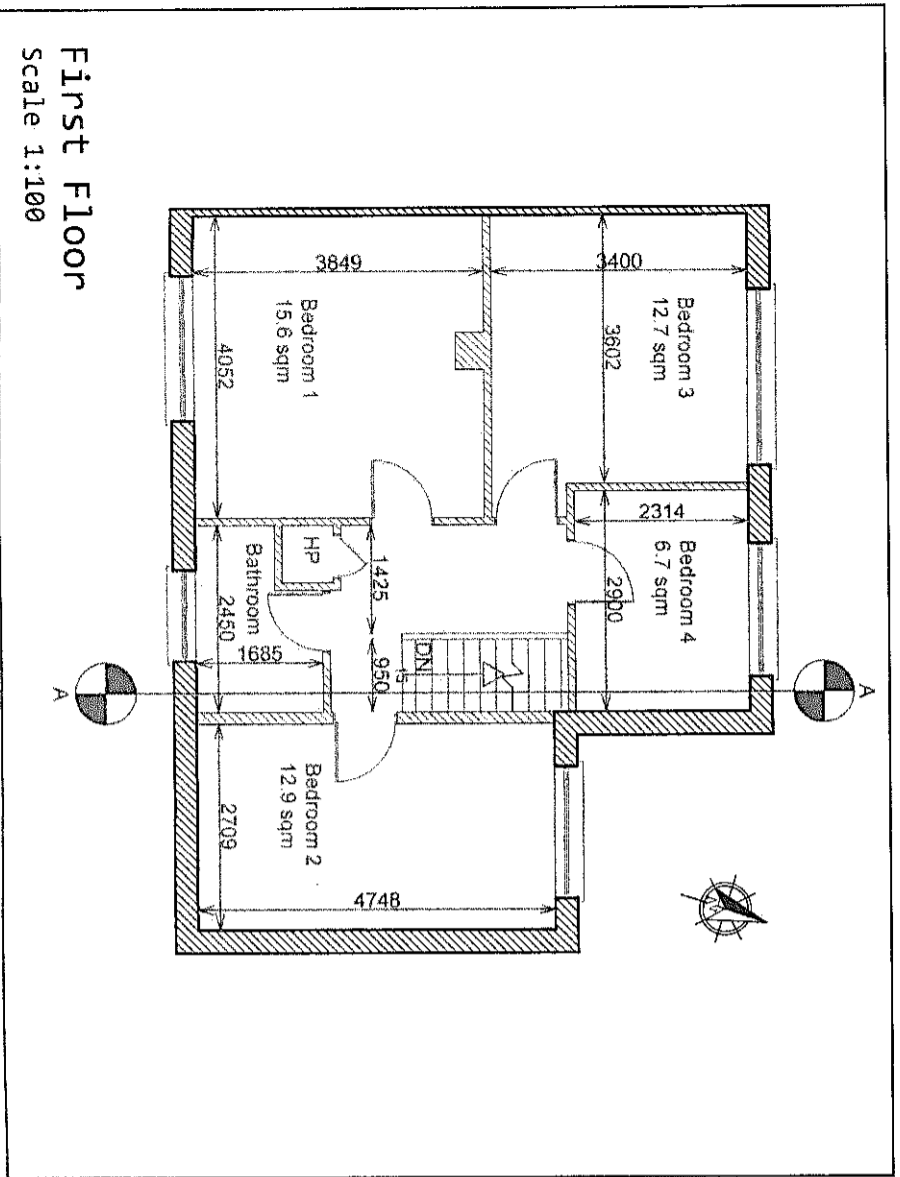 First Floor
Scale 1:100
3849
3400
Bedroom 1
15.6 sqm
Bedroom 3
12.7 sqm
4052
3602
2314
Bedroom 4
6.7 sqm
2900
HP
1425
Bathroom
2450
1685
950
DN
15
A
A
Bedroom 2
12.9 sqm
2709
4748